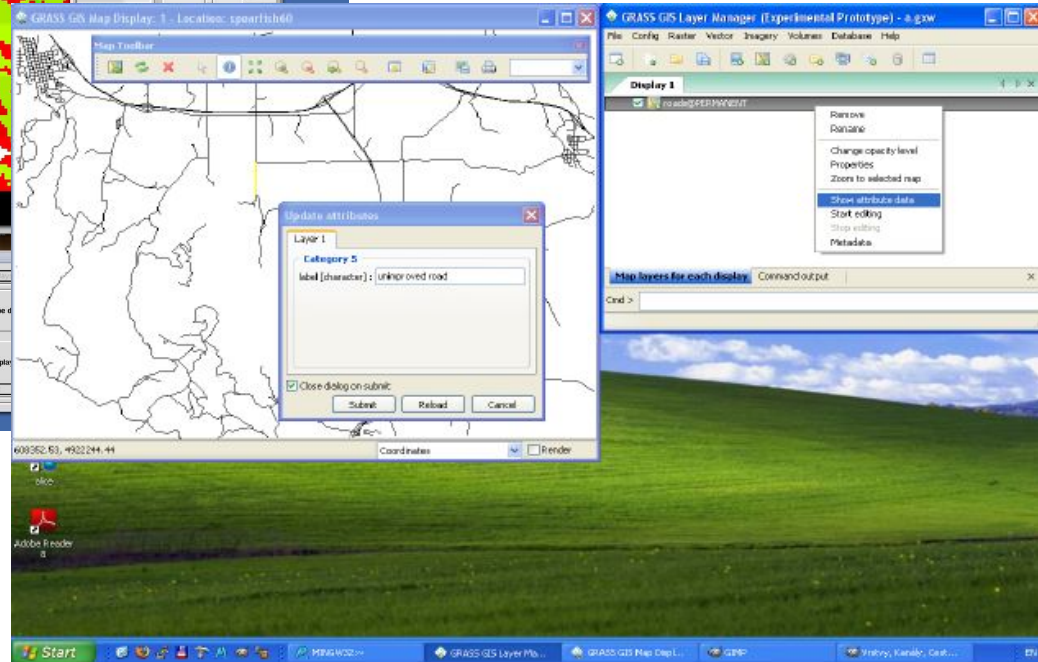 GRASS GIS Map Display: 1 - Location: spearfish60
Map Toolbar
Update attributes
Layer 1
Category 5
label [character] : unimproved road
Close dialog on submit
Submit
Reload
Cancel
608352.53, 4922244.44
Coordinates
Render
GRASS GIS Layer Manager (Experimental Prototype) - a.gxw
File Config Raster Vector Imagery Volumes Database Help
Display 1
roads@PERMANENT
Remove
Rename
Change opacity level
Properties
Zoom to selected map
Show attribute data
Start editing
Stop editing
Metadata
Map layers for each display
Command output
Cmd >
Adobe Reader
8
Start
MINGW32:~
GRASS GIS Layer Ma...
GRASS GIS Map Displ...
GIMP
EN